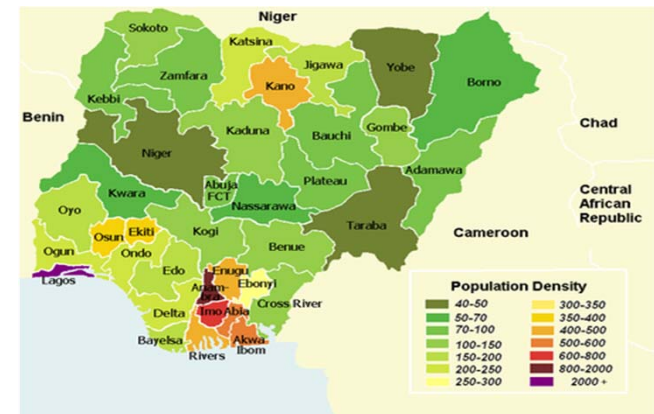 Niger
Sokoto
Katsina
Jigawa
Yobe
Borno
Zamfara
Kano
Kebbi
Benin
Chad
Kaduna
Bauchi
Gombe
Niger
Adamawa
Plateau
Abuja
FCT
Kwara
Nassarawa
Central
African
Republic
Oyo
Taraba
Kogi
Cameroon
Osun
Ekiti
Benue
Ogun
Ondo
Edo
Enugu
Lagos
Ebonyi
Anam-
bra
Cross River
Delta
Imo
Abia
Bayelsa
Akwa
Ibom
Rivers
Population Density
40-50
50-70
70-100
100-150
150-200
200-250
250-300
300-350
350-400
400-500
500-600
600-800
800-2000
2000 +